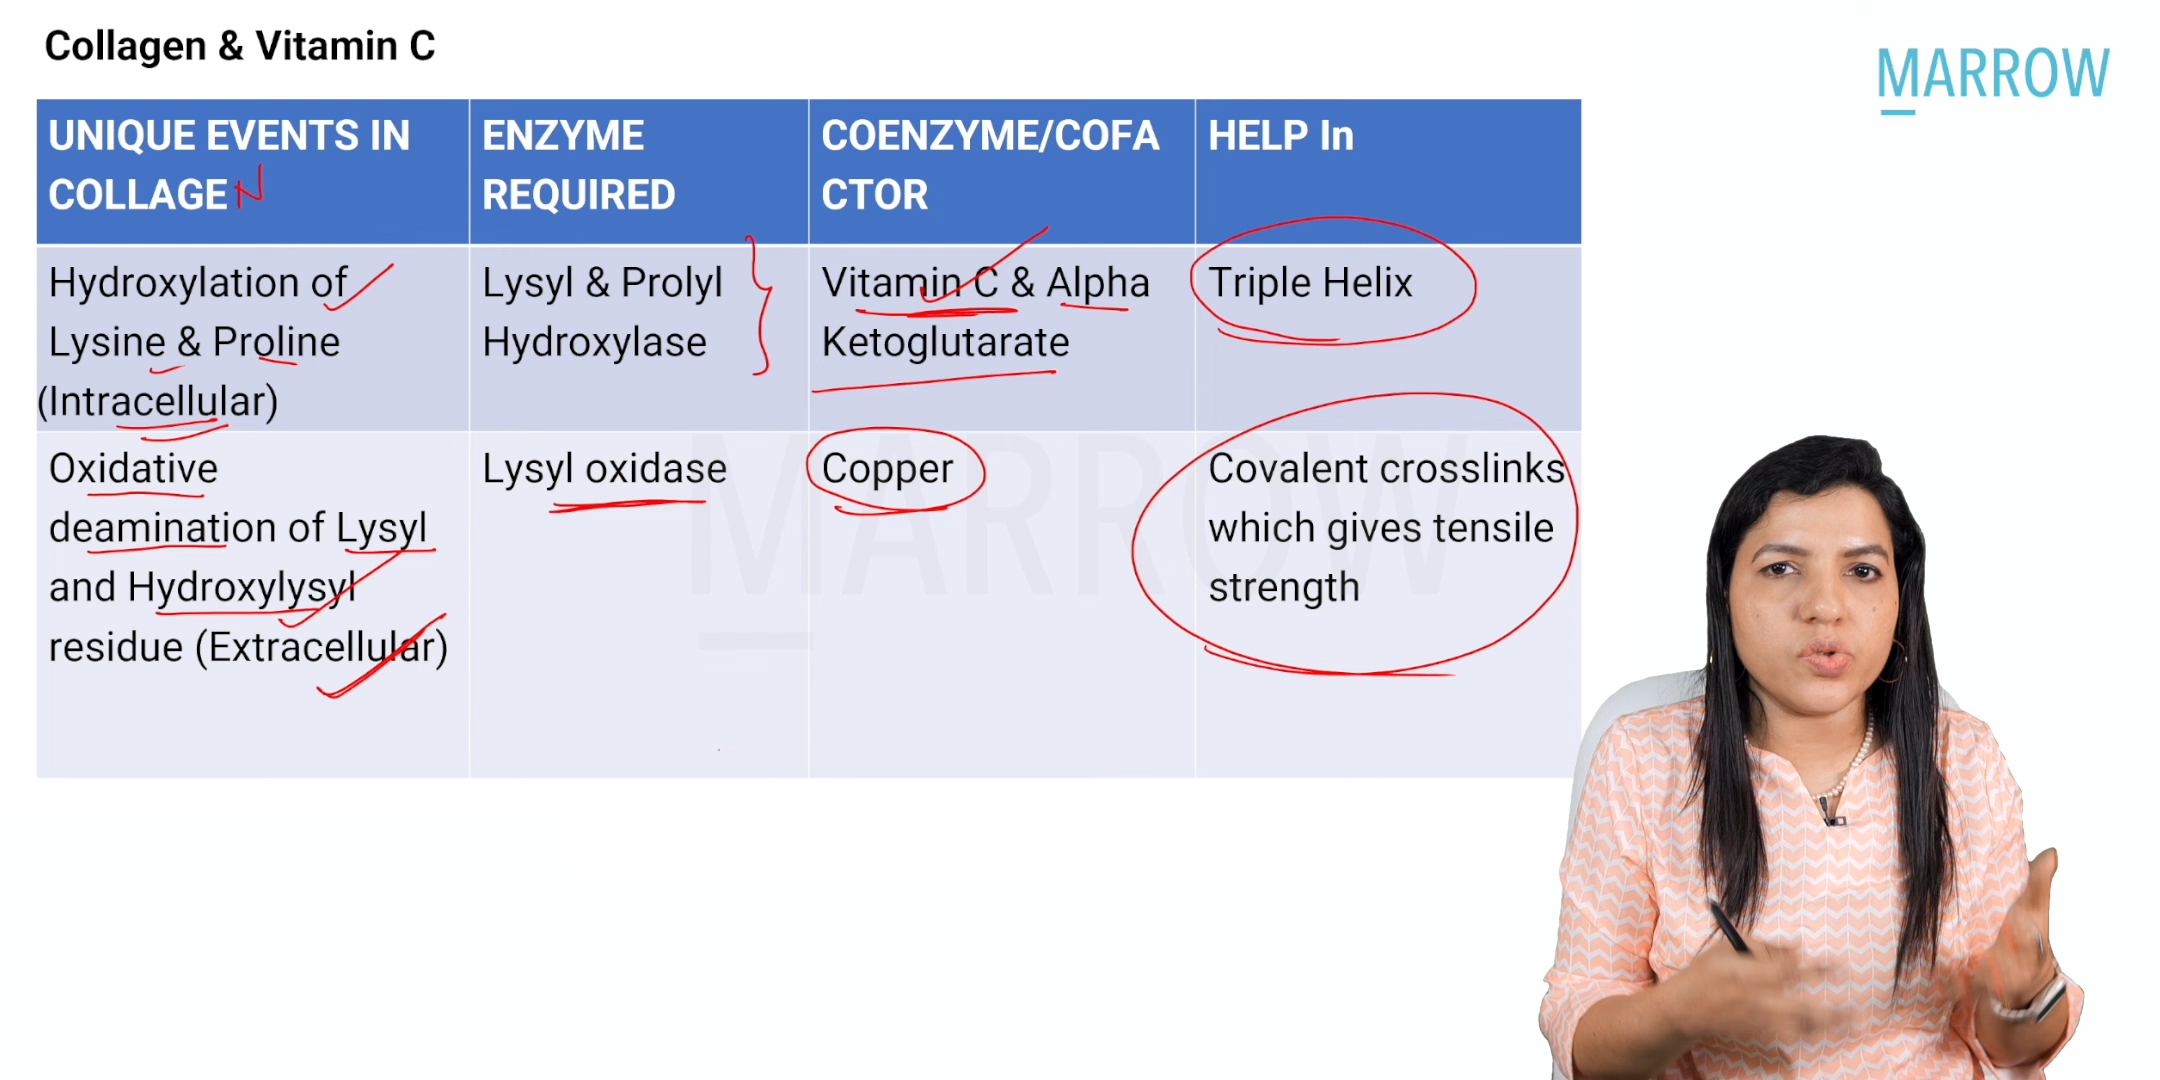 Collagen & Vitamin C
MARROW
UNIQUE EVENTS IN
COLLAGEN
ENZYME
REQUIRED
COENZYME/COFA
CTOR
HELP In
Hydroxylation of
Lysine & Proline
(Intracellular)
Lysyl & Prolyl
Hydroxylase
Vitamin C & Alpha
Ketoglutarate
Triple Helix
Oxidative
deamination of Lysyl
and Hydroxylysyl
residue (Extracellular)
Lysyl oxidase
Copper
Covalent crosslinks
which gives tensile
strength
MARROW